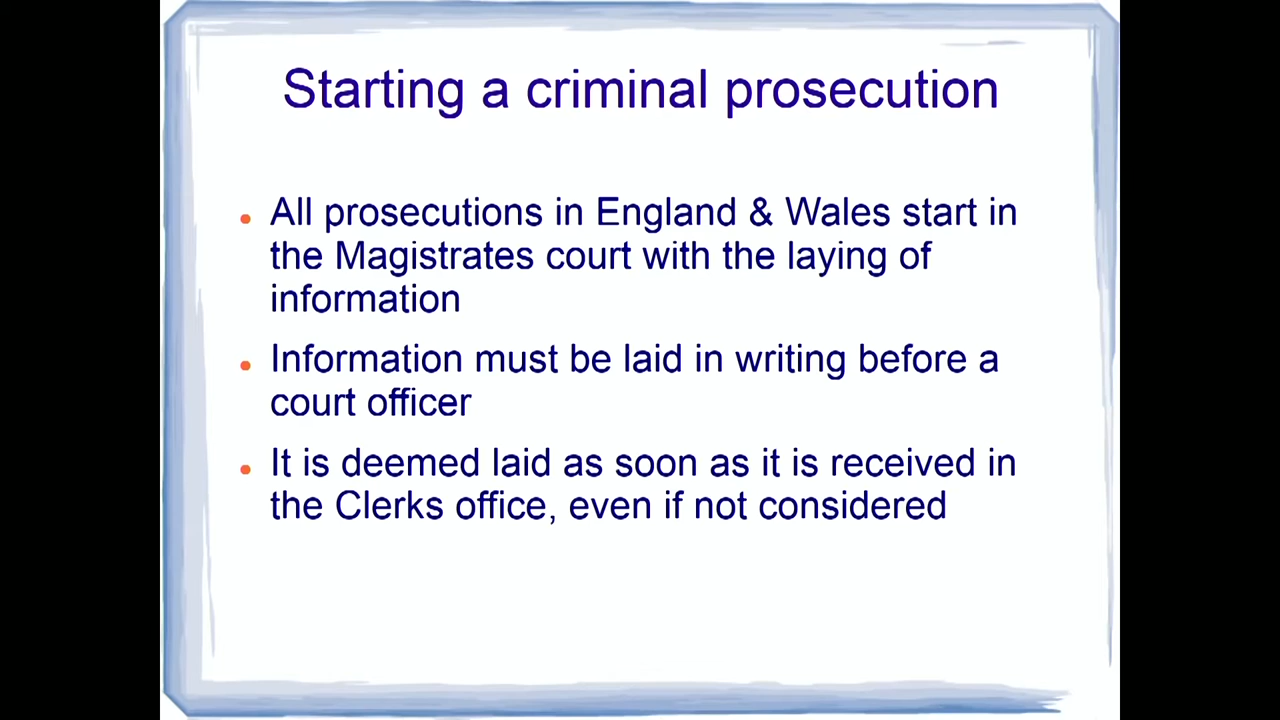 Starting a criminal prosecution
All prosecutions in England & Wales start in
the Magistrates court with the laying of
information
Information must be laid in writing before a
court officer
It is deemed laid as soon as it is received in
the Clerks office, even if not considered